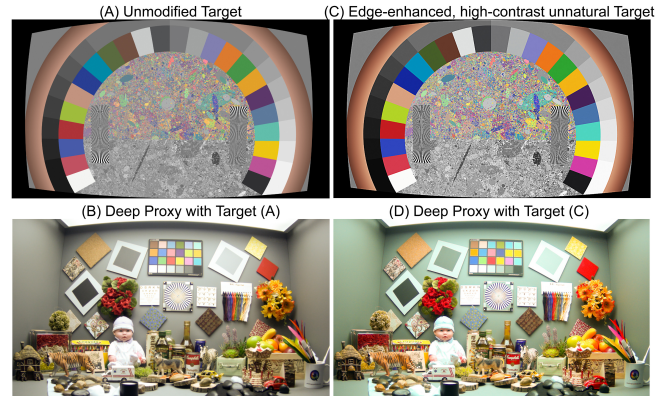 (A) Unmodified Target
(C) Edge-enhanced, high-contrast unnatural Target
(B) Deep Proxy with Target (A)
(D) Deep Proxy with Target (C)